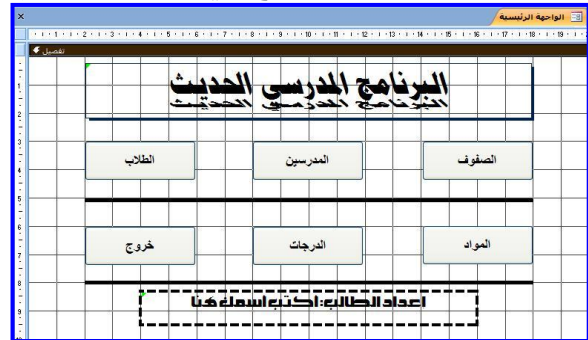 الواجهة الرئيسية
تفصيل
البرنامج المدرسي الحديث
الصفوف المدرسين الطلاب
المواد الدرجات خروج
اعداد الطالب: اكتب اسمك هنا